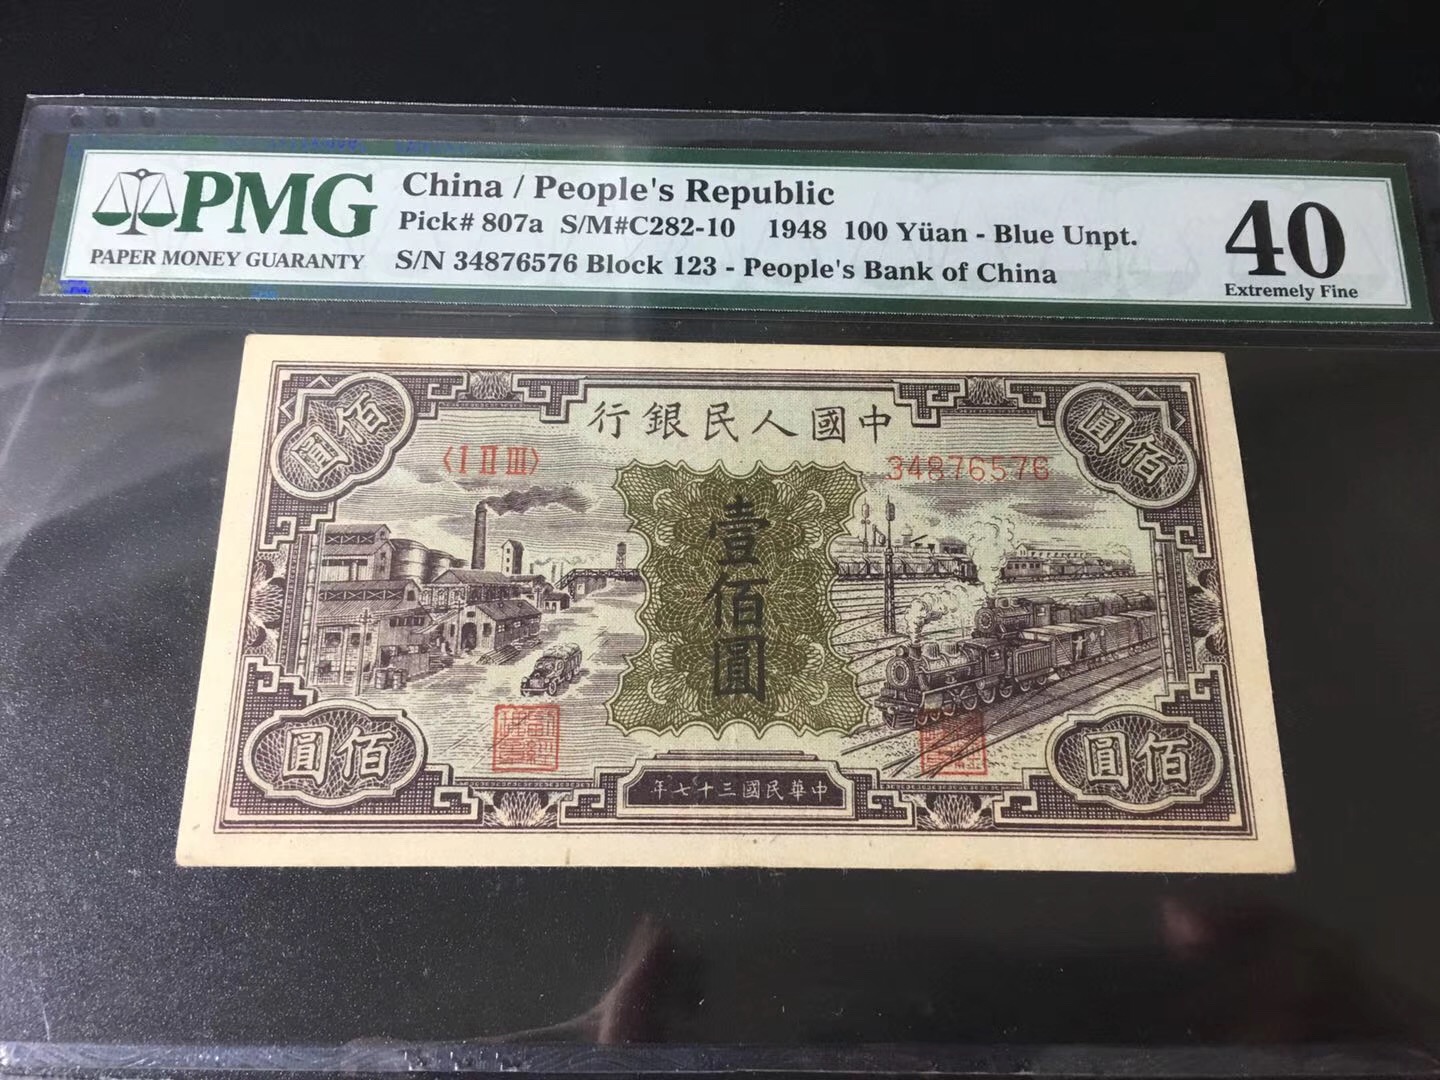 PMG
PAPER MONEY GUARANTY
China / People's Republic
Pick# 807a S/M#C282-10 1948 100 Yüan - Blue Unpt.
S/N 34876576 Block 123 - People's Bank of China
40
Extremely Fine
行銀民人國中
圓佰
圓佰
〈I II III〉
34876576
壹佰圓
圓佰
圓佰
年七十三國民華中